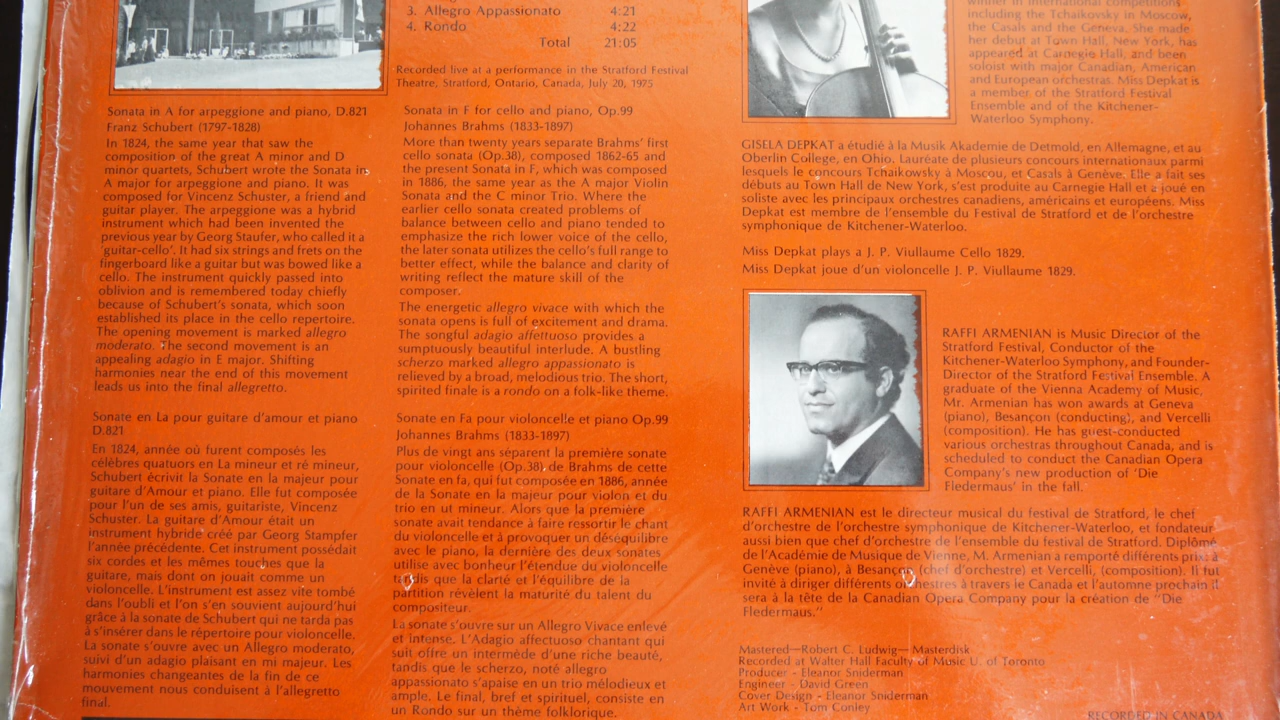 3. Allegro Appassionato 4:21
4. Rondo 4:22
Total 21:05
Recorded live at a performance in the Stratford Festival
Theatre, Stratford, Ontario, Canada, July 20, 1975
Sonata in A for arpeggione and piano, D.821
Franz Schubert (1797-1828)
In 1824, the same year that saw the
composition of the great A minor and D
minor quartets, Schubert wrote the Sonata in
A major for arpeggione and piano. It was
composed for Vincenz Schuster, a friend and
guitar player. The arpeggione was a hybrid
instrument which had been invented the
previous year by Georg Staufer, who called it a
'guitar-cello'. It had six strings and frets on the
fingerboard like a guitar but was bowed like a
cello. The instrument quickly passed into
oblivion and is remembered today chiefly
because of Schubert's sonata, which soon
established its place in the cello repertoire.
The opening movement is marked allegro
moderato. The second movement is an
appealing adagio in E major. Shifting
harmonies near the end of this movement
leads us into the final allegretto.
Sonate en La pour guitare d'amour et piano
D.821
En 1824, année où furent composés les
célèbres quatuors en La mineur et ré mineur,
Schubert écrivit la Sonate en la majeur pour
guitare d'Amour et piano. Elle fut composée
pour l'un de ses amis, guitariste, Vincenz
Schuster. La guitare d'Amour était un
instrument hybride créé par Georg Stampfer
l'année précédente. Cet instrument possédait
six cordes et les mêmes touches que la
guitare, mais dont on jouait comme un
violoncelle. L'instrument est assez vite tombé
dans l'oubli et l'on s'en souvient aujourd'hui
grâce à la sonate de Schubert qui ne tarda pas
à s'insérer dans le répertoire pour violoncelle.
La sonate s'ouvre avec un Allegro moderato,
suivi d'un adagio plaisant en mi majeur. Les
harmonies changeantes de la fin de ce
mouvement nous conduisent à l'allegretto
final.
Sonata in F for cello and piano, Op.99
Johannes Brahms (1833-1897)
More than twenty years separate Brahms' first
cello sonata (Op.38), composed 1862-65 and
the present Sonata in F, which was composed
in 1886, the same year as the A major Violin
Sonata and the C minor Trio. Where the
earlier cello sonata created problems of
balance between cello and piano tended to
emphasize the rich lower voice of the cello,
the later sonata utilizes the cello's full range to
better effect, while the balance and clarity of
writing reflect the mature skill of the
composer.
The energetic allegro vivace with which the
sonata opens is full of excitement and drama.
The songful adagio affettuoso provides a
sumptuously beautiful interlude. A bustling
scherzo marked allegro appassionato is
relieved by a broad, melodious trio. The short,
spirited finale is a rondo on a folk-like theme.
Sonate en Fa pour violoncelle et piano Op.99
Johannes Brahms (1833-1897)
Plus de vingt ans séparent la première sonate
pour violoncelle (Op.38), de Brahms de cette
Sonate en fa, qui fut composée en 1886, année
de la Sonate en la majeur pour violon et du
trio en ut mineur. Alors que la première
sonate avait tendance à faire ressortir le chant
du violoncelle et à provoquer un déséquilibre
avec le piano, la dernière des deux sonates
utilise avec bonheur l'étendue du violoncelle
tandis que la clarté et l'équilibre de la
partition révèlent la maturité du talent du
compositeur.
La sonate s'ouvre sur un Allegro Vivace enlevé
et intense. L'Adagio affectuoso chantant qui
suit offre un intermède d'une riche beauté,
tandis que le scherzo, noté allegro
appassionato s'apaise en un trio mélodieux et
ample. Le final, bref et spirituel, consiste en
un Rondo sur un thème folklorique.
winner in international competitions
including the Tchaikovsky in Moscow,
the Casals and the Geneva. She made
her debut at Town Hall, New York, has
appeared at Carnegie Hall, and been
soloist with major Canadian, American
and European orchestras. Miss Depkat is
a member of the Stratford Festival
Ensemble and of the Kitchener-
Waterloo Symphony.
GISELA DEPKAT a étudié à la Musik Akademie de Detmold, en Allemagne, et au
Oberlin College, en Ohio. Lauréate de plusieurs concours internationaux parmi
lesquels le concours Tchaikowsky à Moscou, et Casals à Genève. Elle a fait ses
débuts au Town Hall de New York, s'est produite au Carnegie Hall et a joué en
soliste avec les principaux orchestres canadiens, américains et européens. Miss
Depkat est membre de l'ensemble du Festival de Stratford et de l'orchestre
symphonique de Kitchener-Waterloo.
Miss Depkat plays a J. P. Viullaume Cello 1829.
Miss Depkat joue d'un violoncelle J. P. Viullaume 1829.
RAFFI ARMENIAN is Music Director of the
Stratford Festival, Conductor of the
Kitchener-Waterloo Symphony, and Founder-
Director of the Stratford Festival Ensemble. A
graduate of the Vienna Academy of Music,
Mr. Armenian has won awards at Geneva
(piano), Besançon (conducting), and Vercelli
(composition). He has guest-conducted
various orchestras throughout Canada, and is
scheduled to conduct the Canadian Opera
Company's new production of 'Die
Fledermaus' in the fall.
RAFFI ARMENIAN est le directeur musical du festival de Stratford, le chef
d'orchestre de l'orchestre symphonique de Kitchener-Waterloo, et fondateur
aussi bien que chef d'orchestre de l'ensemble du festival de Stratford. Diplômé
de l'Académie de Musique de Vienne, M. Armenian a remporté différents prix à
Genève (piano), à Besançon (chef d'orchestre) et Vercelli, (composition). Il fut
invité à diriger différents orchestres à travers le Canada et l'automne prochain il
sera à la tête de la Canadian Opera Company pour la création de "Die
Fledermaus."
Mastered—Robert C. Ludwig—Masterdisk
Recorded at Walter Hall Faculty of Music U. of Toronto
Producer - Eleanor Sniderman
Engineer - David Green
Cover Design - Eleanor Sniderman
Art Work - Tom Conley
RECORDED IN CANADA